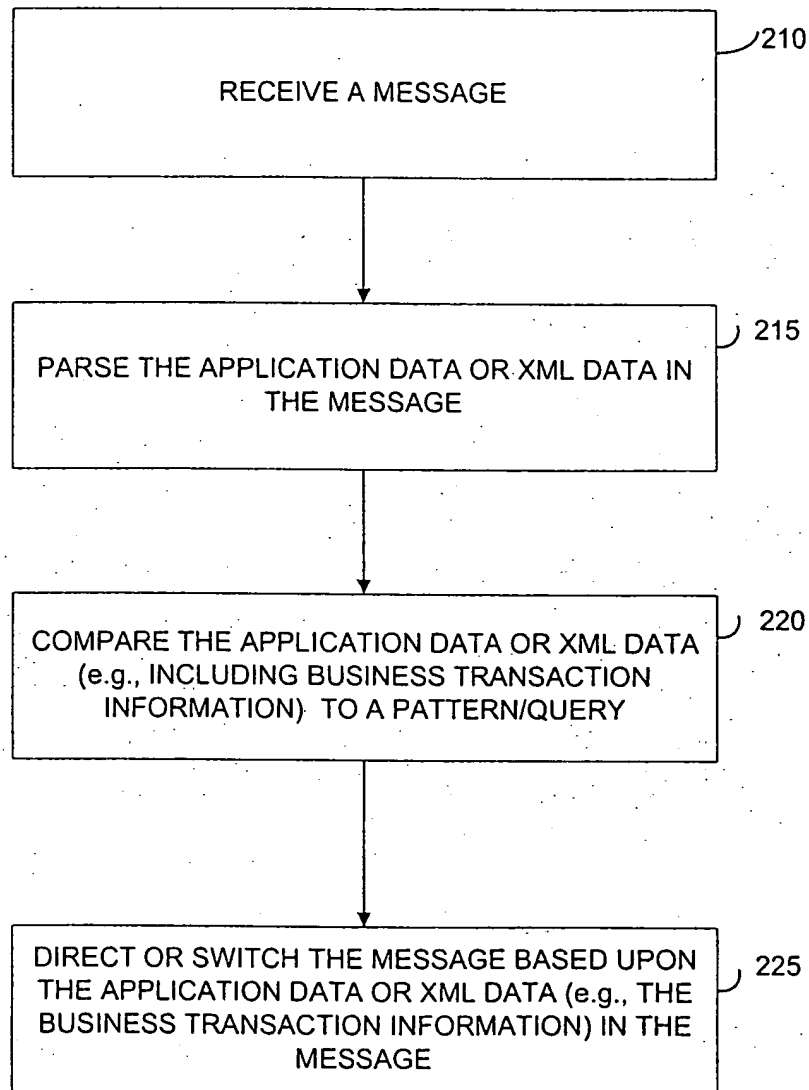 210
RECEIVE A MESSAGE
215
PARSE THE APPLICATION DATA OR XML DATA IN
THE MESSAGE
220
COMPARE THE APPLICATION DATA OR XML DATA
(e.g., INCLUDING BUSINESS TRANSACTION
INFORMATION) TO A PATTERN/QUERY
DIRECT OR SWITCH THE MESSAGE BASED UPON
225
THE APPLICATION DATA OR XML DATA (e.g., THE
BUSINESS TRANSACTION INFORMATION) IN THE
MESSAGE